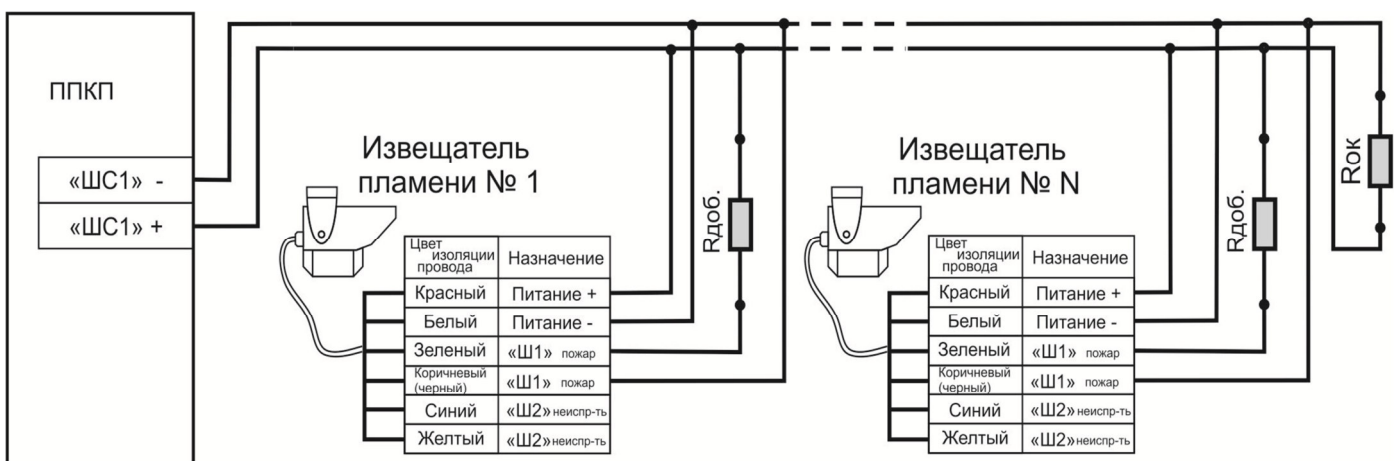 ППКП
«ШС1» -
«ШС1» +
Извещатель
пламени № 1
Цвет
изоляции
провода
Назначение
Красный Питание +
Белый Питание -
Зеленый «Ш1» пожар
Коричневый
(черный)
«Ш1» пожар
Синий «Ш2» неиспр-ть
Желтый «Ш2» неиспр-ть
Rдоб.
Извещатель
пламени № N
Цвет
изоляции
провода
Назначение
Красный Питание +
Белый Питание -
Зеленый «Ш1» пожар
Коричневый
(черный)
«Ш1» пожар
Синий «Ш2» неиспр-ть
Желтый «Ш2» неиспр-ть
Rдоб.
Rок